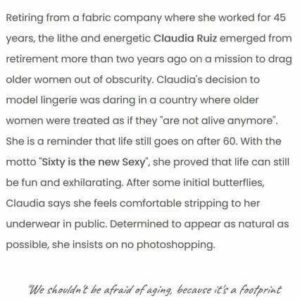 Retiring from a fabric company where she worked for 45
years, the lithe and energetic Claudia Ruiz emerged from
retirement more than two years ago on a mission to drag
older women out of obscurity. Claudia's decision to
model lingerie was daring in a country where older
women were treated as if they "are not alive anymore".
She is a reminder that life still goes on after 60. With the
motto "Sixty is the new Sexy", she proved that life can still
be fun and exhilarating. After some initial butterflies,
Claudia says she feels comfortable stripping to her
underwear in public. Determined to appear as natural as
possible, she insists on no photoshopping.
"We shouldn't be afraid of aging, because it's a footprint